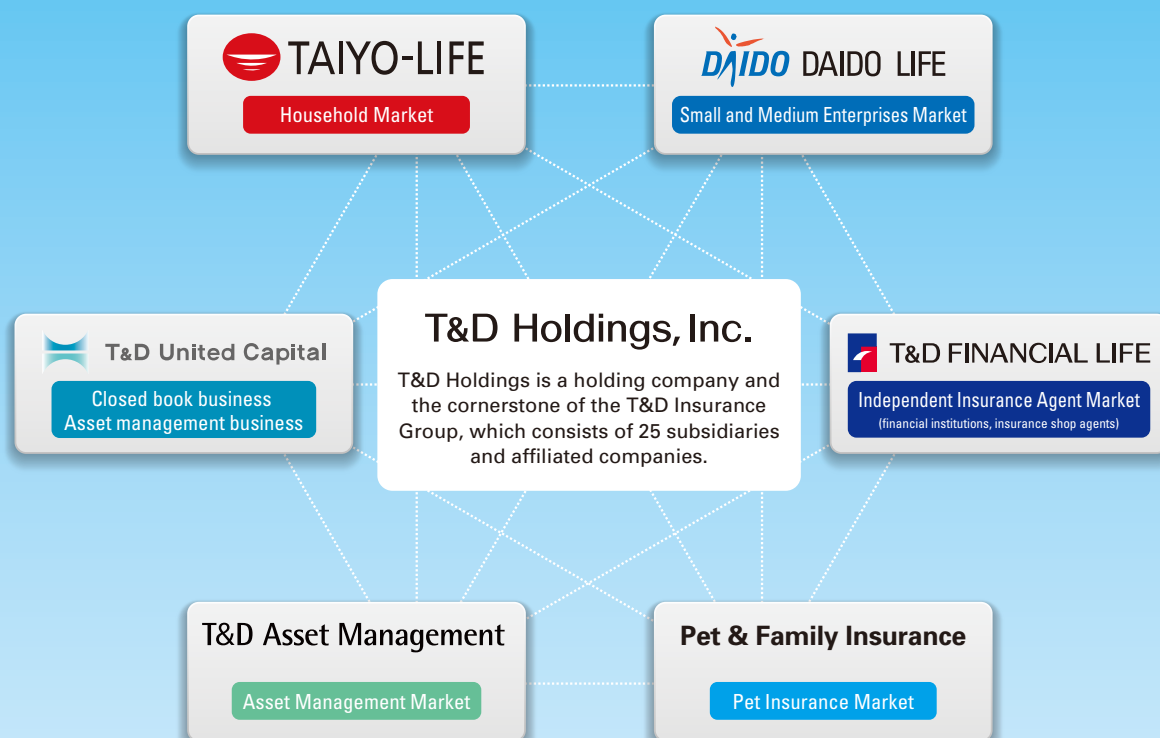 TAIYO-LIFE
Household Market
DAIDO DAIDO LIFE
Small and Medium Enterprises Market
T&D United Capital
Closed book business
Asset management business
T&D Holdings, Inc.
T&D Holdings is a holding company and
the cornerstone of the T&D Insurance
Group, which consists of 25 subsidiaries
and affiliated companies.
T&D FINANCIAL LIFE
Independent Insurance Agent Market
(financial institutions, insurance shop agents)
T&D Asset Management
Asset Management Market
Pet & Family Insurance
Pet Insurance Market